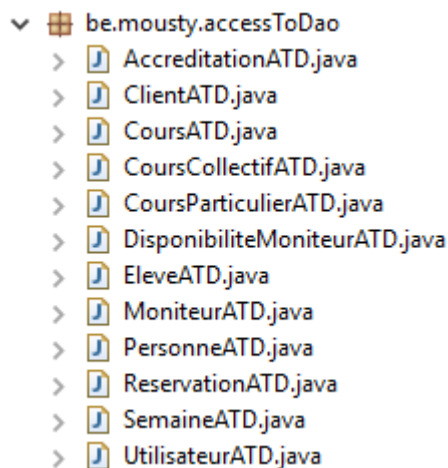 be.mousty.accessToDao
AccreditationATD.java
ClientATD.java
CoursATD.java
CoursCollectifATD.java
CoursParticulierATD.java
DisponibiliteMoniteurATD.java
EleveATD.java
MoniteurATD.java
PersonneATD.java
ReservationATD.java
SemaineATD.java
UtilisateurATD.java